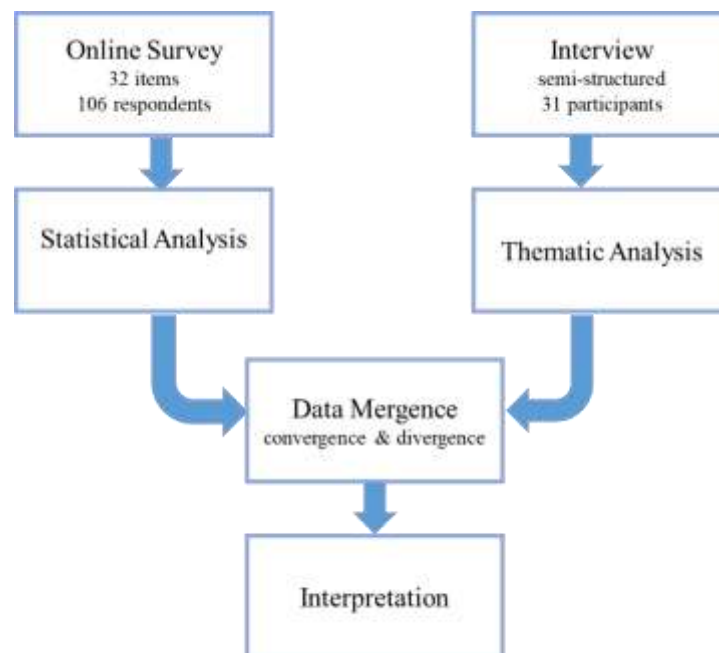 Online Survey
32 items
106 respondents
Interview
semi-structured
31 participants
Statistical Analysis
Thematic Analysis
Data Mergence
convergence & divergence
Interpretation